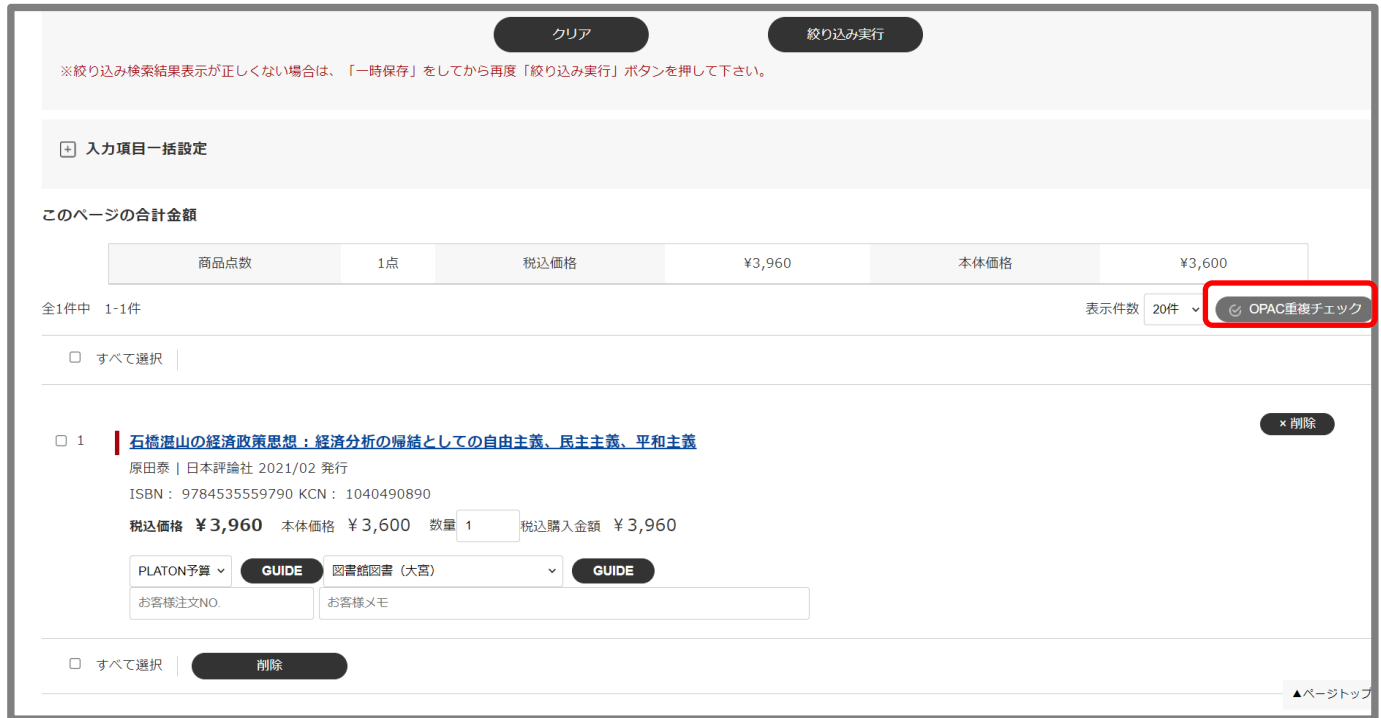 クリア 絞り込み実行
※絞り込み検索結果表示が正しくない場合は、「一時保存」をしてから再度「絞り込み実行」ボタンを押して下さい。
入力項目一括設定
このページの合計金額
商品点数 1点 税込価格 ¥3,960 本体価格 ¥3,600
全1件中 1-1件 表示件数 20件 OPAC重複チェック
すべて選択
× 削除
1 石橋湛山の経済政策思想 : 経済分析の帰結としての自由主義、民主主義、平和主義
原田泰 | 日本評論社 2021/02 発行
ISBN : 9784535559790 KCN : 1040490890
税込価格 ¥3,960 本体価格 ¥3,600 数量 1 税込購入金額 ¥3,960
PLATON予算 GUIDE 図書館図書（大宮） GUIDE
お客様注文NO. お客様メモ
すべて選択 削除
▲ページトップ